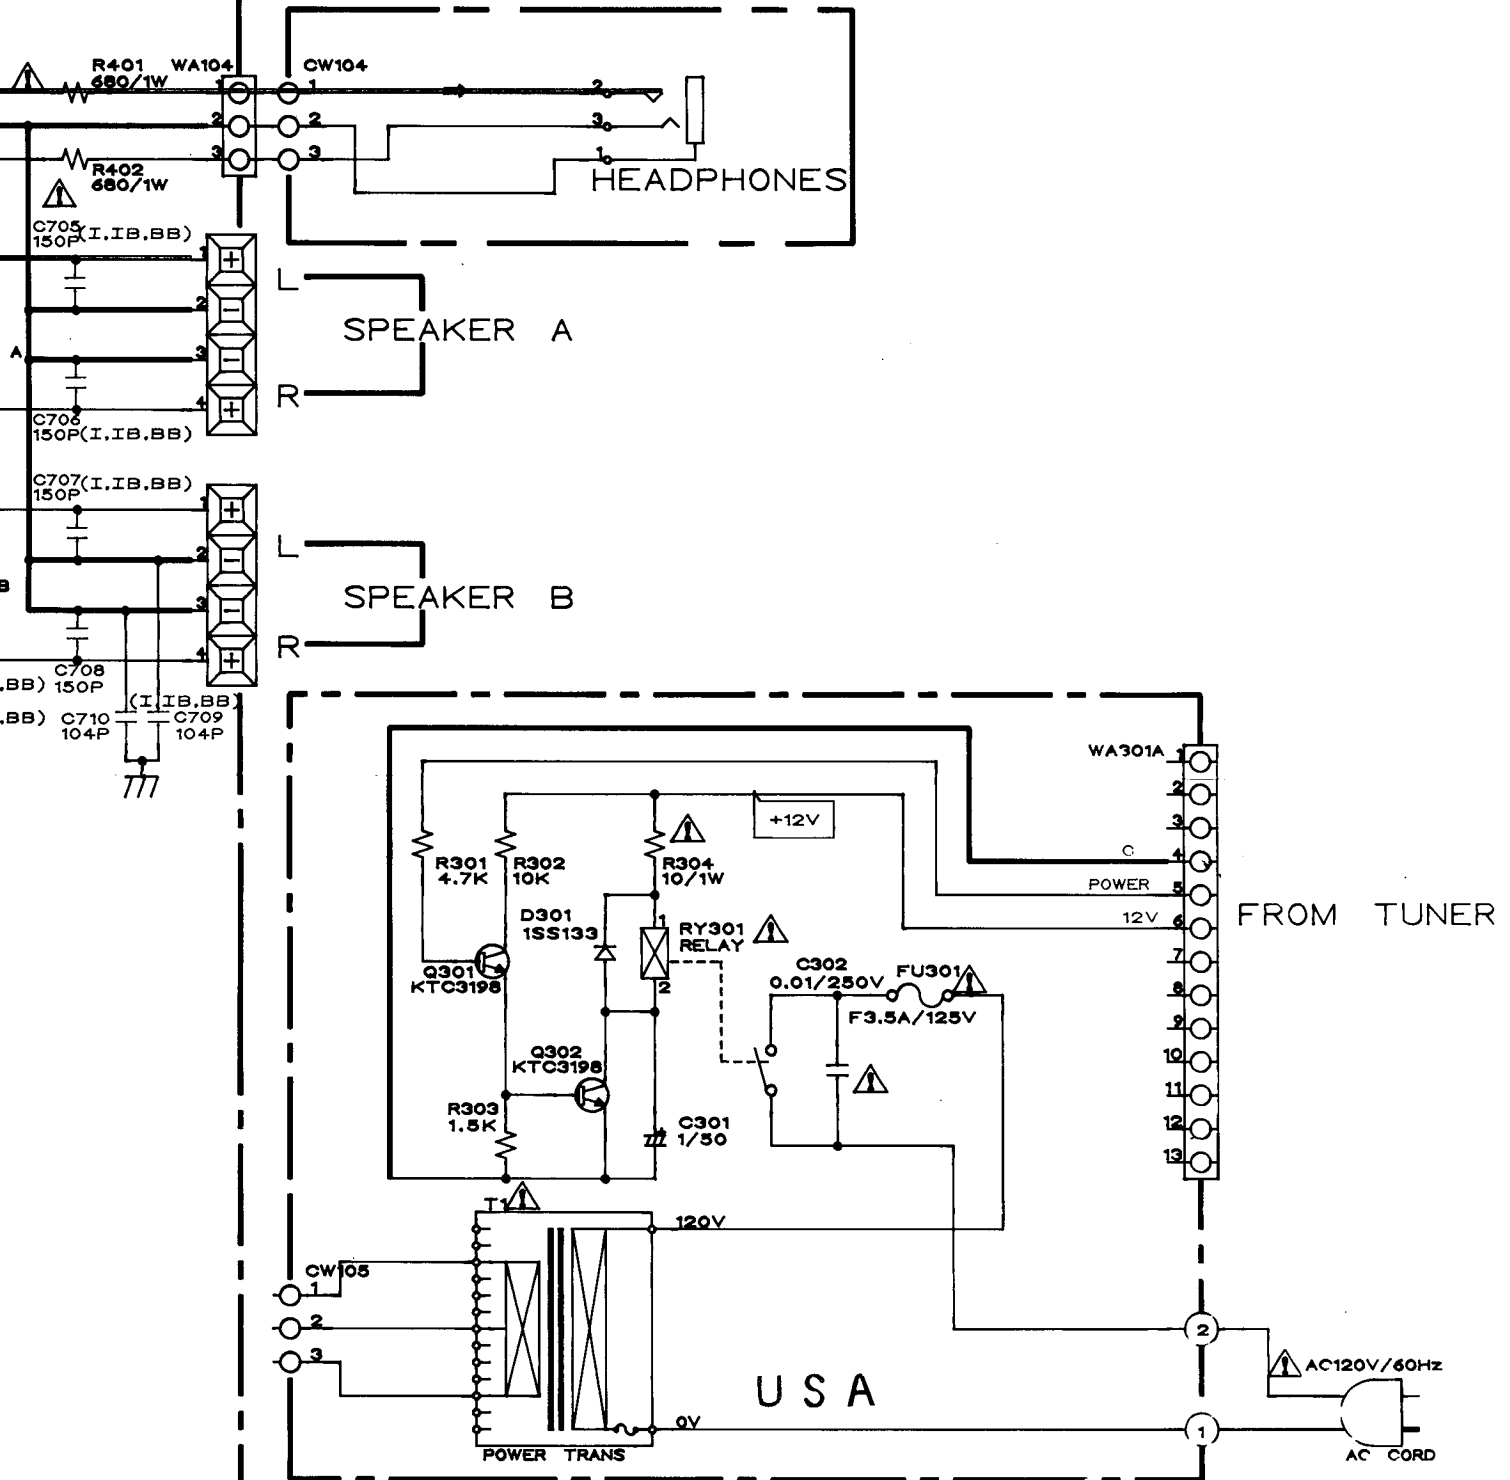 R401 WA104 CW104
680/1W 1 1 2
2 2 3
3 3 1
R402
680/1W
HEADPHONES
C705 (I.IB.BB)
150P
1 +
L
2 −
SPEAKER A
A 3 −
R
4 +
C706
150P(I.IB.BB)
C707(I.IB.BB)
150P
1 +
L
2 −
B SPEAKER B
3 −
R
4 +
C708
.BB) 150P
(I.IB.BB)
.BB) C710 C709
104P 104P
WA301A 1
2
+12V
3
4
R301 R302 R304
4.7K 10K 10/1W
POWER 5
D301
1SS133
1
RY301
RELAY
12V 6
FROM TUNER
7
Q301
KTC3198
2
C302 FU301
0.01/250V
F3.5A/125V
8
9
Q302
KTC3198
10
11
R303
1.5K
C301
1/50
12
13
T1
120V
CW105
1
2
3
2
AC120V/60Hz
USA
0V
1
POWER TRANS
AC CORD